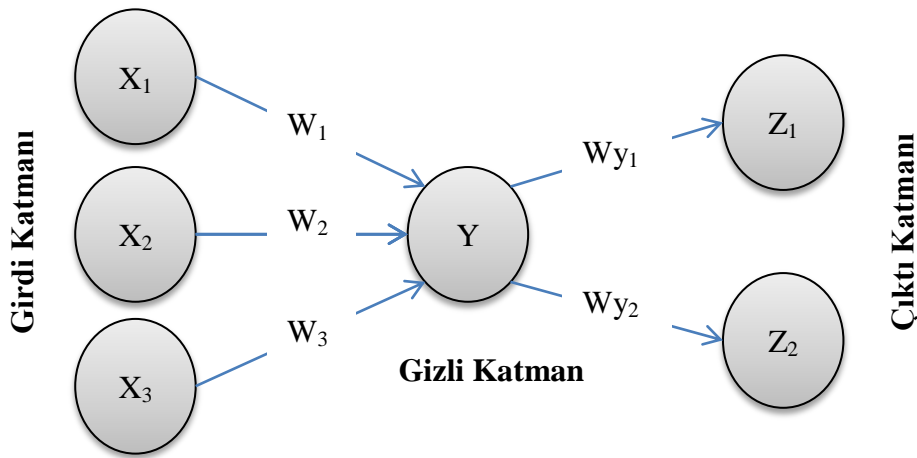 Girdi Katmanı
X₁
X₂
X₃
W₁
W₂
W₃
Y
Gizli Katman
Wy₁
Wy₂
Z₁
Z₂
Çıktı Katmanı